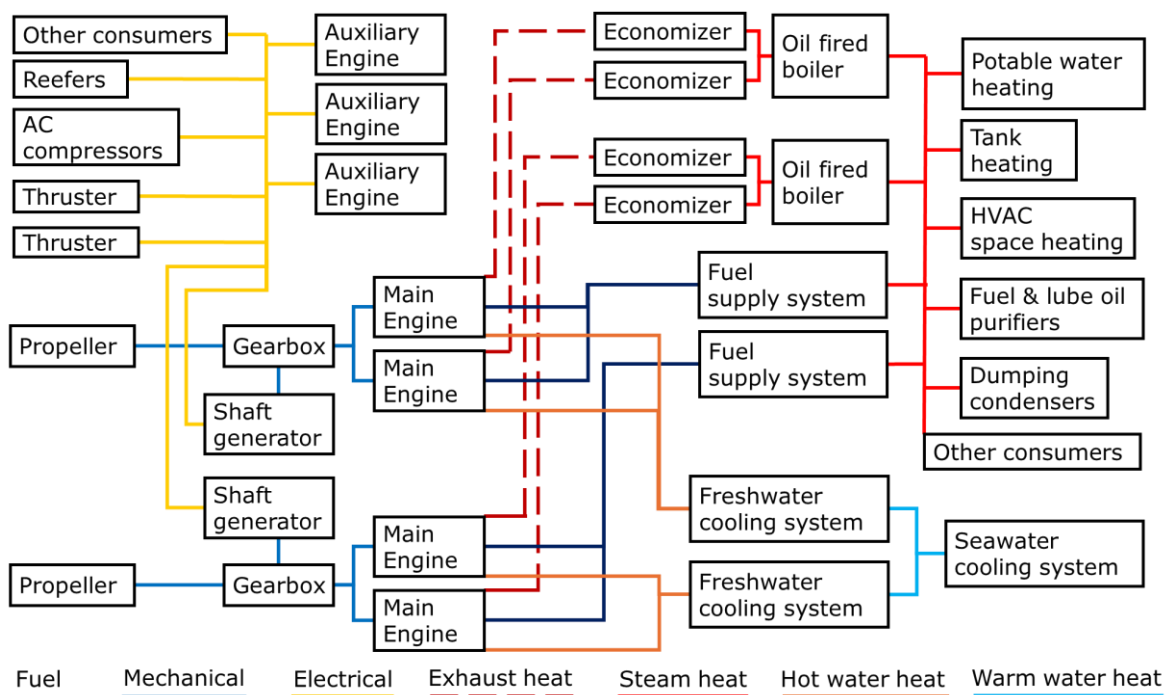 Other consumers
Reefers
AC
compressors
Thruster
Thruster
Auxiliary
Engine
Auxiliary
Engine
Auxiliary
Engine
Economizer
Economizer
Oil fired
boiler
Economizer
Economizer
Oil fired
boiler
Potable water
heating
Tank
heating
HVAC
space heating
Fuel & lube oil
purifiers
Dumping
condensers
Other consumers
Fuel
supply system
Fuel
supply system
Propeller
Gearbox
Main
Engine
Main
Engine
Shaft
generator
Shaft
generator
Propeller
Gearbox
Main
Engine
Main
Engine
Freshwater
cooling system
Freshwater
cooling system
Seawater
cooling system
Fuel
Mechanical
Electrical
Exhaust heat
Steam heat
Hot water heat
Warm water heat